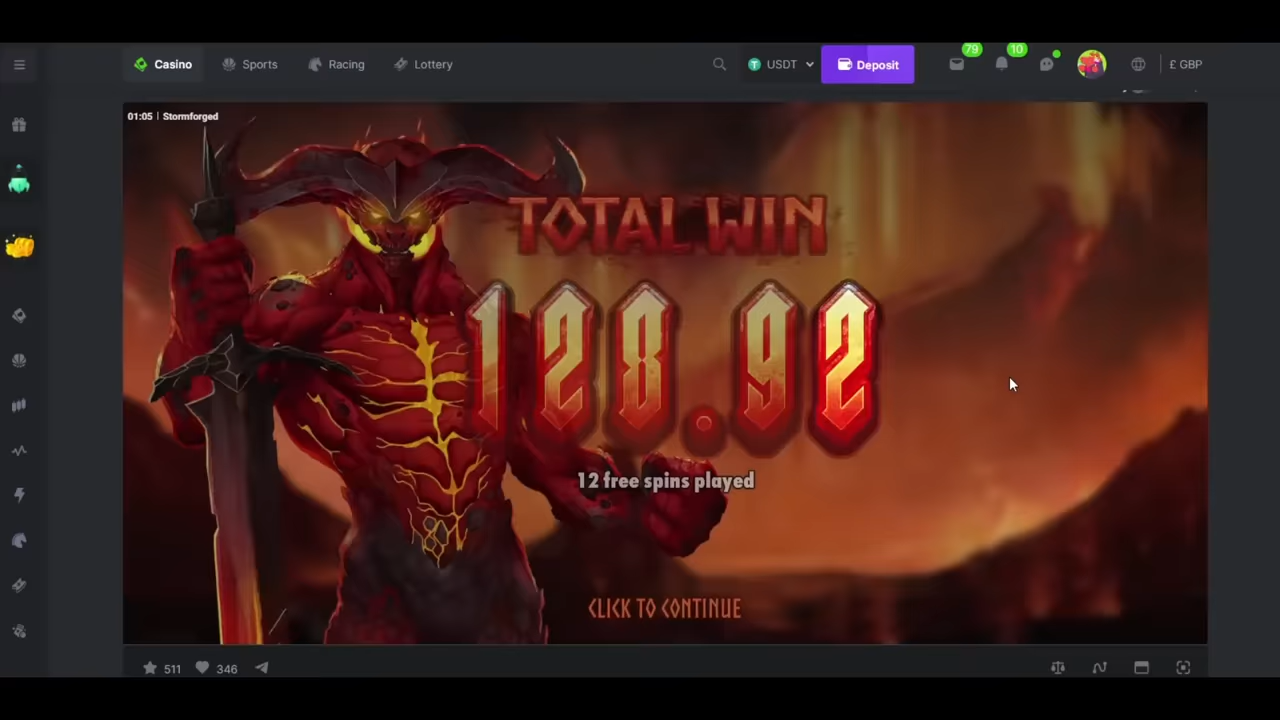 Casino Sports Racing Lottery USDT Deposit 79 10 £ GBP
01:05 | Stormforged
TOTAL WIN
128.92
12 free spins played
CLICK TO CONTINUE
511 346